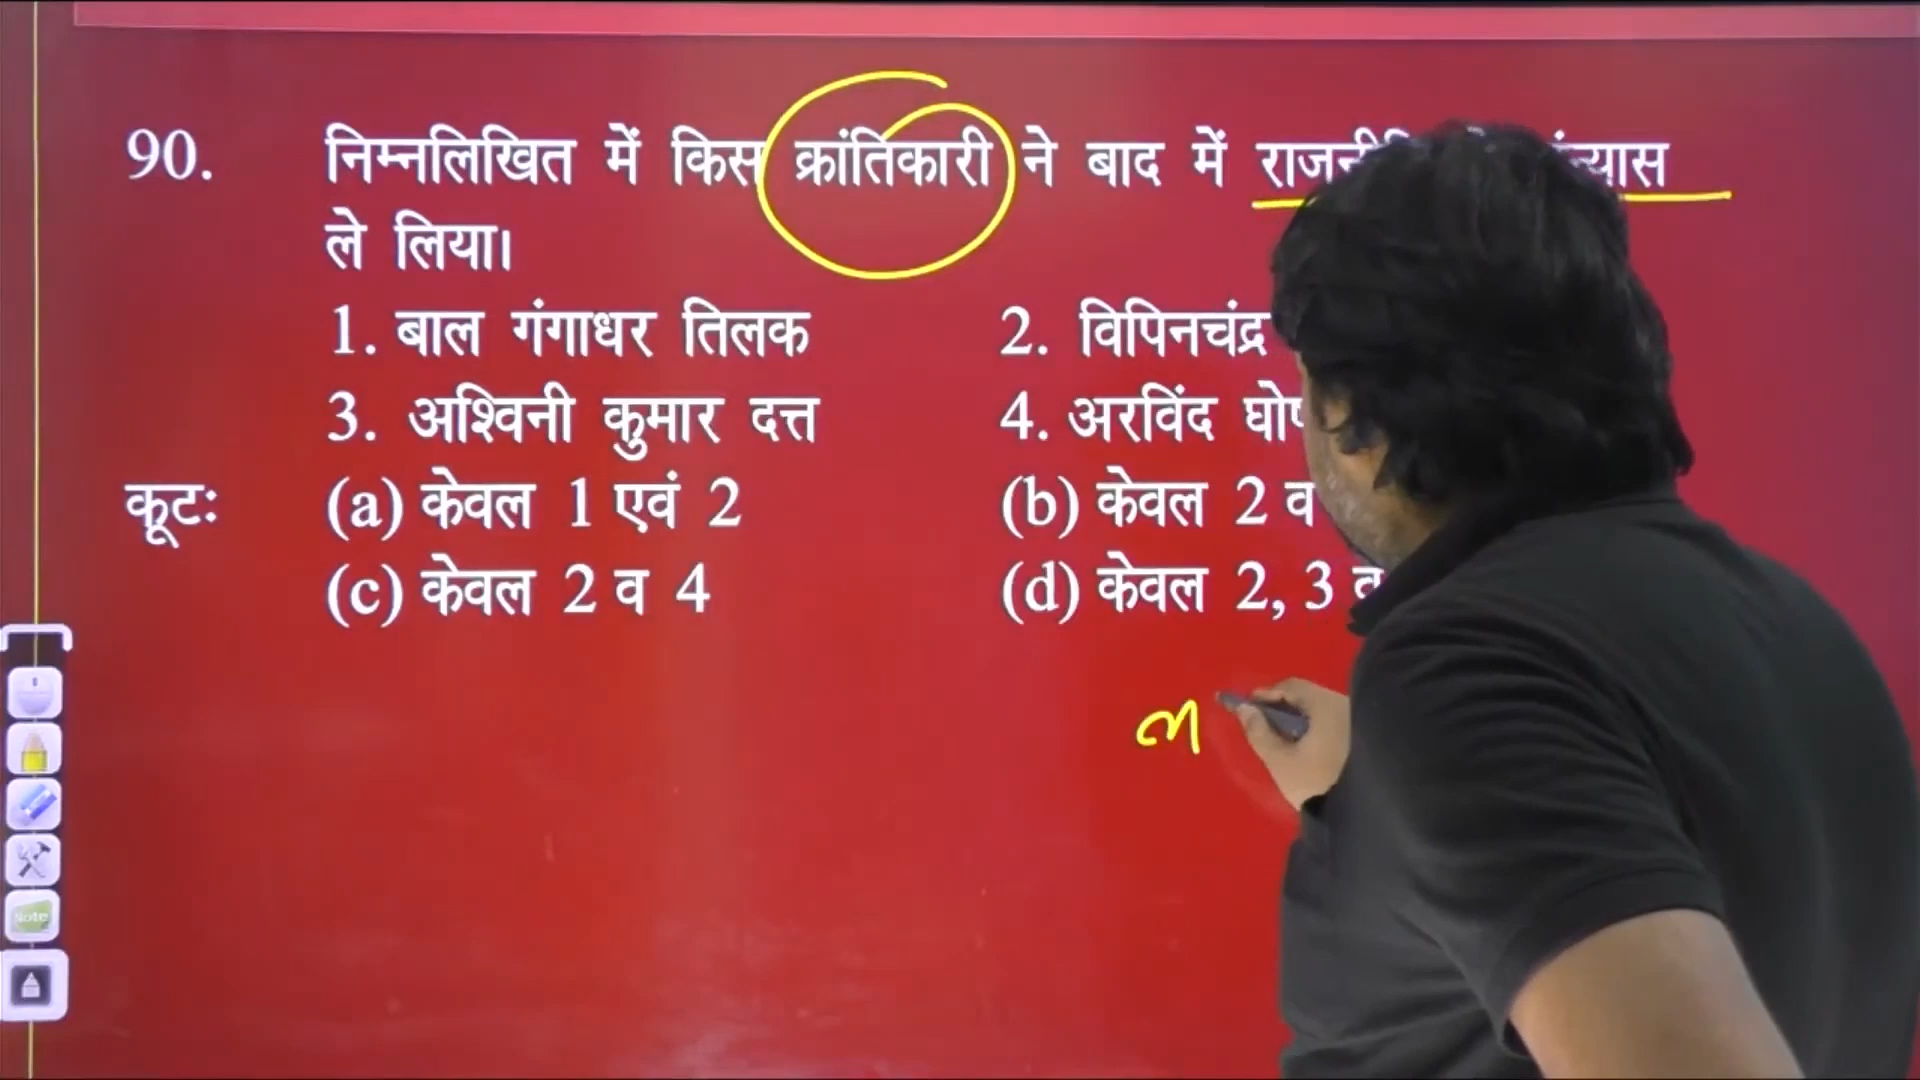 90. निम्नलिखित में किस क्रांतिकारी ने बाद में
ले लिया।
1. बाल गंगाधर तिलक 2. विपिनचंद्र
3. अश्विनी कुमार दत्त 4. अरविंद
कूटः (a) केवल 1 एवं 2 (b) केवल 2 व
(c) केवल 2 व 4 (d) केवल 2, 3 व
Note